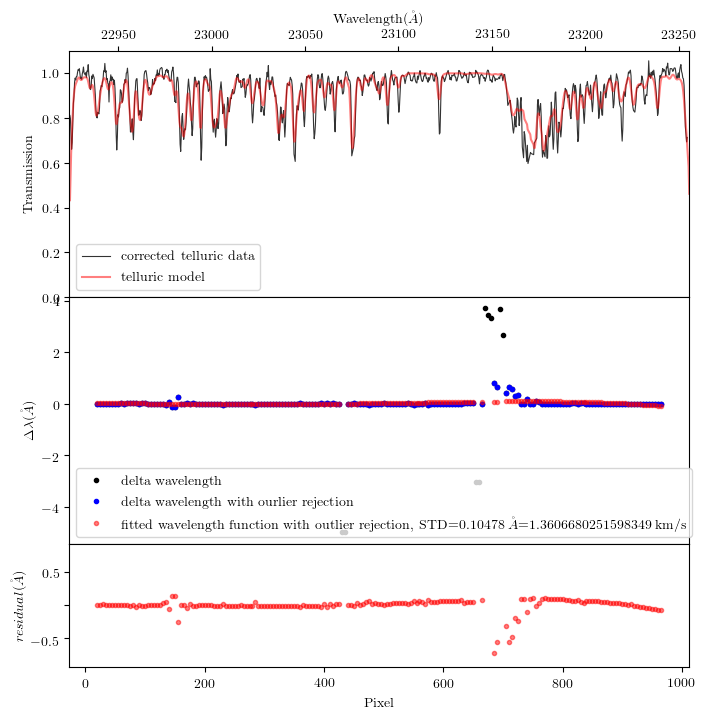 Wavelength(Å)
22950 23000 23050 23100 23150 23200 23250
1.0
0.8
0.6
0.4
0.2
0.0
Transmission
corrected telluric data
telluric model
4
2
0
−2
−4
Δλ(Å)
delta wavelength
delta wavelength with ourlier rejection
fitted wavelength function with outlier rejection, STD=0.10478 Å=1.3606680251598349 km/s
0.5
−0.5
residual(Å)
0 200 400 600 800 1000
Pixel